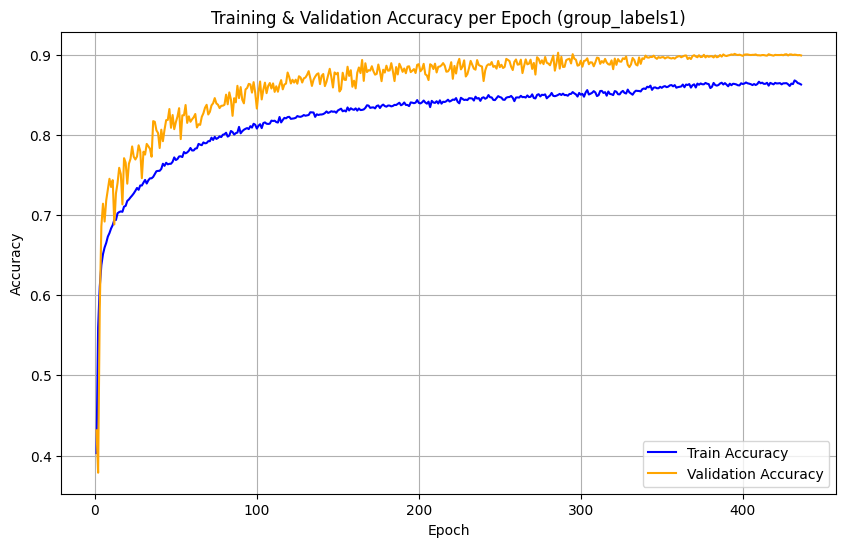 Training & Validation Accuracy per Epoch (group_labels1)
0.9
0.8
0.7
0.6
0.5
0.4
Accuracy
0
100
200
300
400
Epoch
Train Accuracy
Validation Accuracy